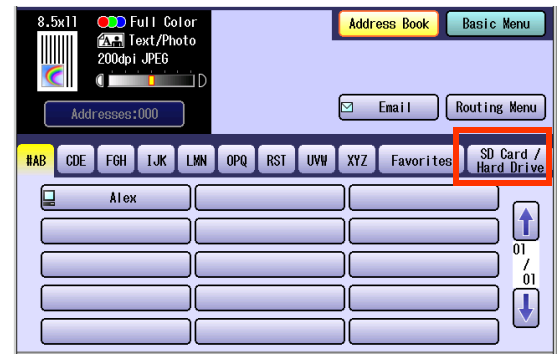 8.5x11 Full Color
Text/Photo
200dpi JPEG
D
Addresses:000
Address Book Basic Menu
Email Routing Menu
#AB CDE FGH IJK LMN OPQ RST UVW XYZ Favorites SD Card /
Hard Drive
Alex
01
/
01